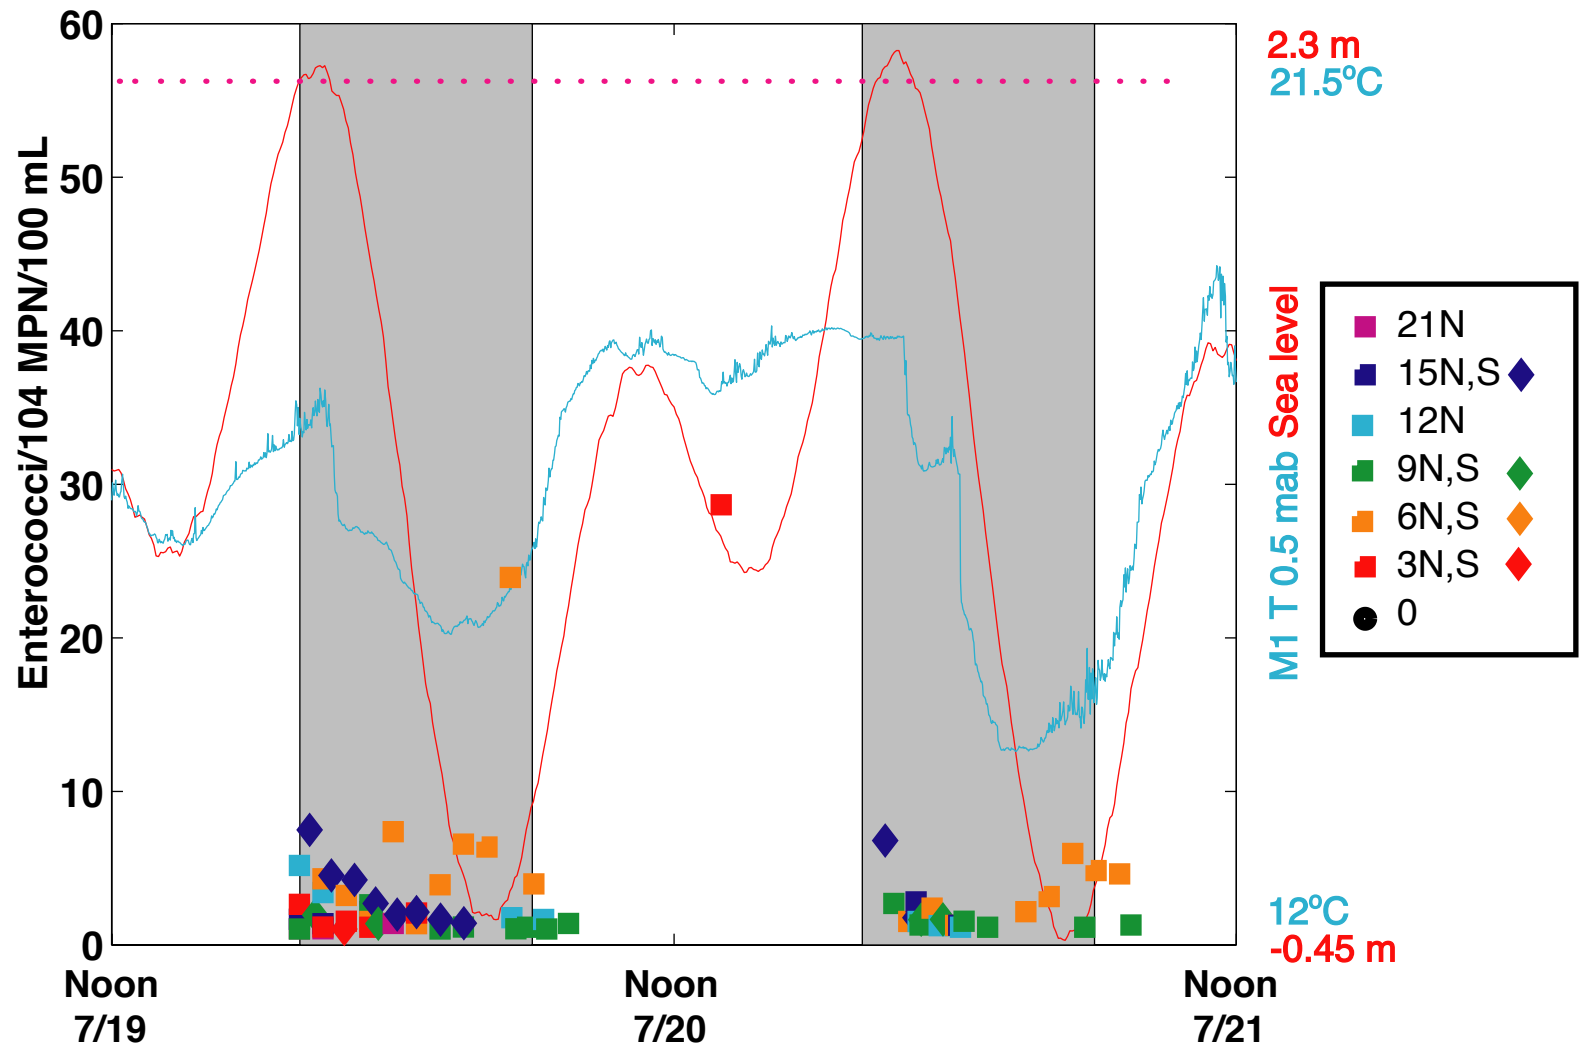 60
50
40
30
20
10
0
Enterococci/104 MPN/100 mL
Noon
7/19
Noon
7/20
Noon
7/21
2.3 m
21.5ºC
M1 T 0.5 mab Sea level
12ºC
-0.45 m
21N
15N,S
12N
9N,S
6N,S
3N,S
0